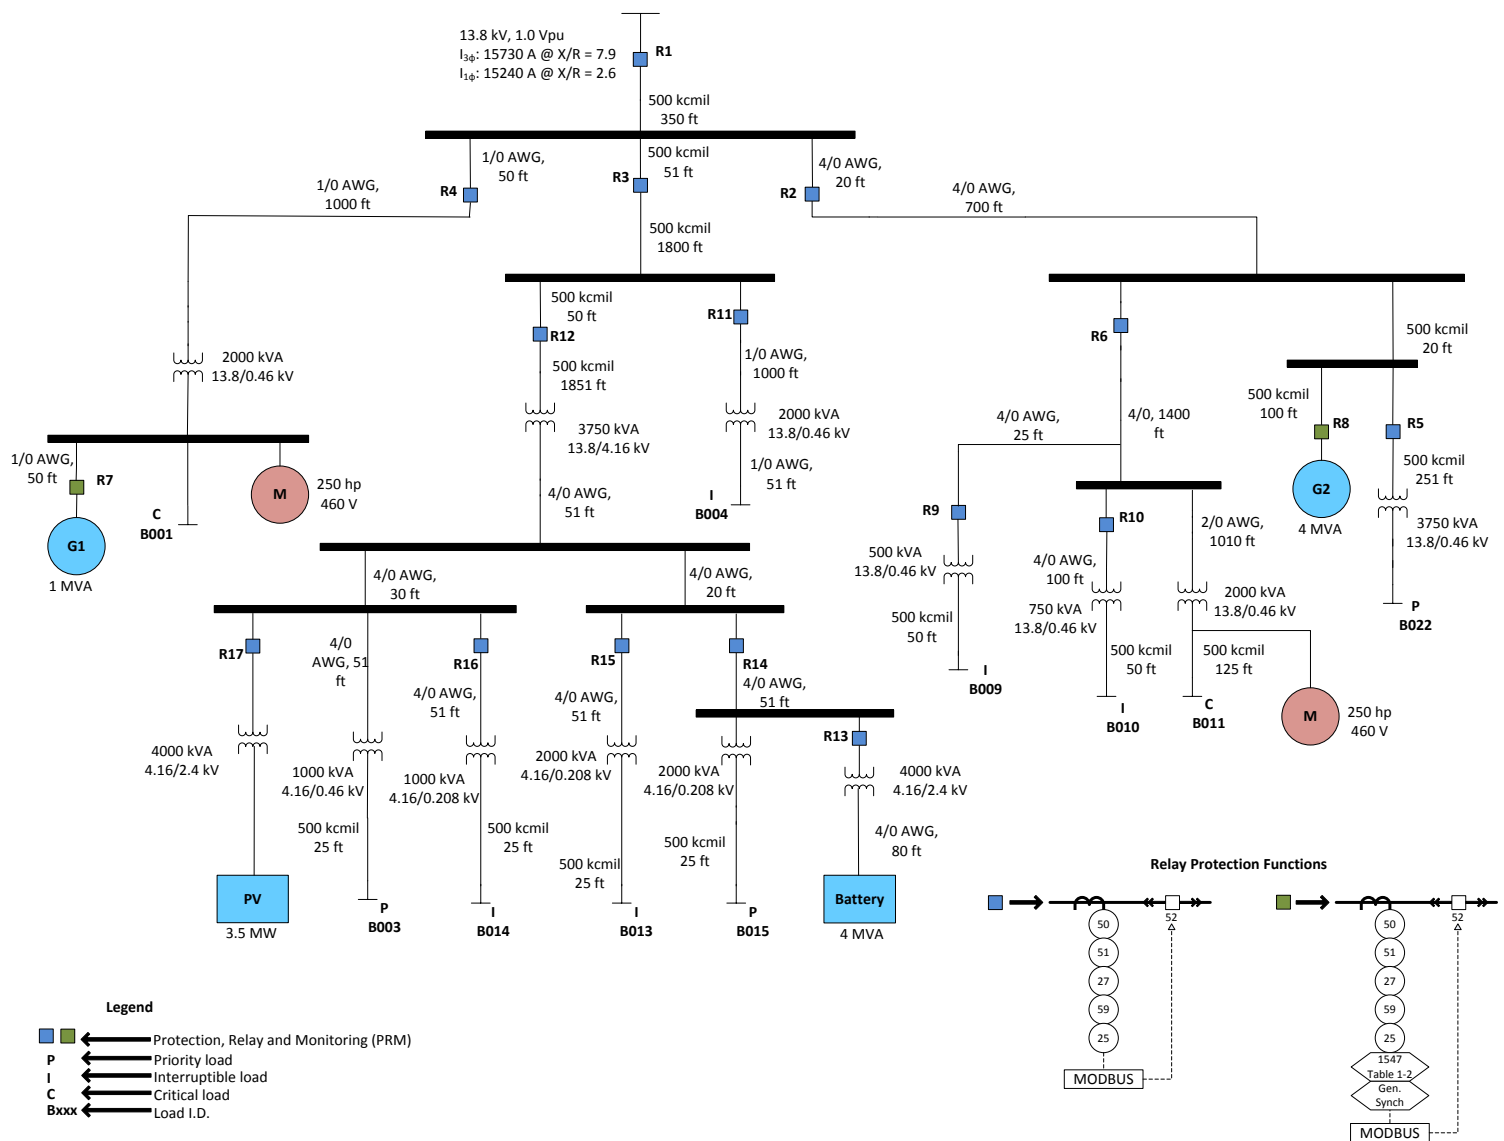 13.8 kV, 1.0 Vpu
I3ϕ: 15730 A @ X/R = 7.9
I1ϕ: 15240 A @ X/R = 2.6
R1
500 kcmil
350 ft
1/0 AWG,
50 ft
500 kcmil
51 ft
4/0 AWG,
20 ft
R4
R3
R2
1/0 AWG,
1000 ft
4/0 AWG,
700 ft
500 kcmil
1800 ft
500 kcmil
50 ft
R12
R11
R6
500 kcmil
20 ft
2000 kVA
13.8/0.46 kV
500 kcmil
1851 ft
1/0 AWG,
1000 ft
3750 kVA
13.8/4.16 kV
2000 kVA
13.8/0.46 kV
4/0 AWG,
25 ft
4/0, 1400
ft
500 kcmil
100 ft
R8
R5
1/0 AWG,
50 ft
R7
M
250 hp
460 V
C
B001
G1
1 MVA
4/0 AWG,
51 ft
1/0 AWG,
51 ft
I
B004
G2
4 MVA
500 kcmil
251 ft
3750 kVA
13.8/0.46 kV
P
B022
R9
R10
2/0 AWG,
1010 ft
500 kVA
13.8/0.46 kV
4/0 AWG,
100 ft
750 kVA
13.8/0.46 kV
2000 kVA
13.8/0.46 kV
500 kcmil
50 ft
500 kcmil
50 ft
500 kcmil
125 ft
I
B009
I
B010
C
B011
M
250 hp
460 V
4/0 AWG,
30 ft
4/0 AWG,
20 ft
R17
4/0
AWG, 51
ft
R16
R15
R14
4/0 AWG,
51 ft
4/0 AWG,
51 ft
4/0 AWG,
51 ft
R13
4000 kVA
4.16/2.4 kV
1000 kVA
4.16/0.46 kV
1000 kVA
4.16/0.208 kV
2000 kVA
4.16/0.208 kV
2000 kVA
4.16/0.208 kV
4000 kVA
4.16/2.4 kV
500 kcmil
25 ft
500 kcmil
25 ft
500 kcmil
25 ft
500 kcmil
25 ft
4/0 AWG,
80 ft
PV
3.5 MW
P
B003
I
B014
I
B013
P
B015
Battery
4 MVA
Relay Protection Functions
52
50
51
27
59
25
MODBUS
52
50
51
27
59
25
1547
Table 1-2
Gen.
Synch
MODBUS
Legend
Protection, Relay and Monitoring (PRM)
P Priority load
I Interruptible load
C Critical load
Bxxx Load I.D.